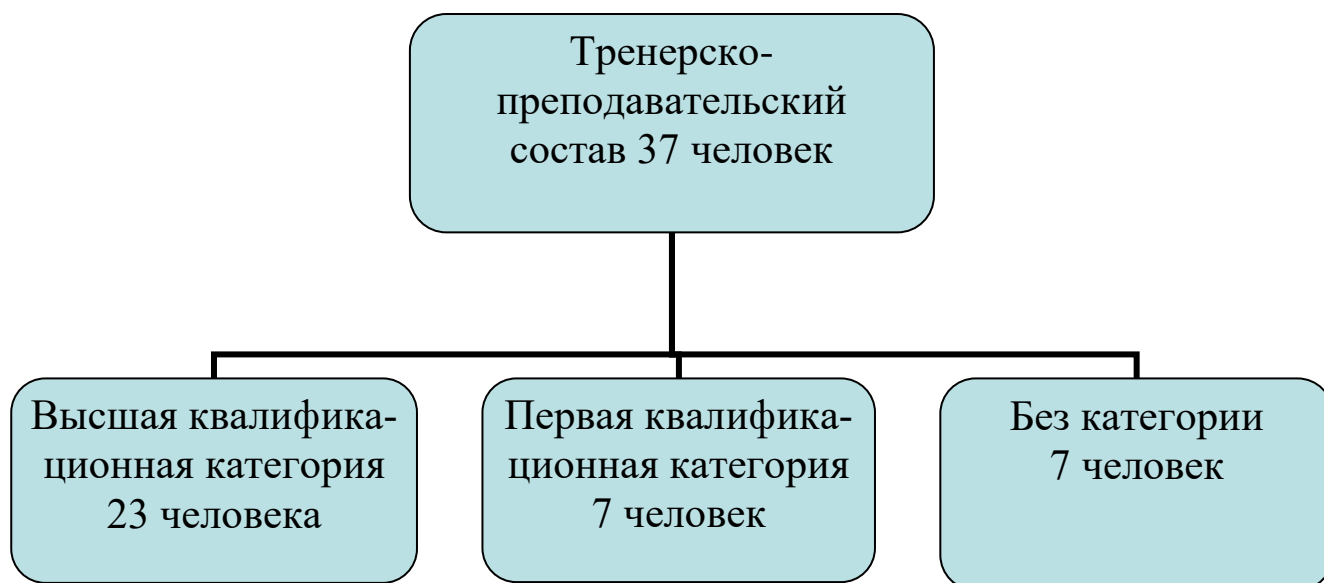 Тренерско-
преподавательский
состав 37 человек
Высшая квалифика-
ционная категория
23 человека
Первая квалифика-
ционная категория
7 человек
Без категории
7 человек